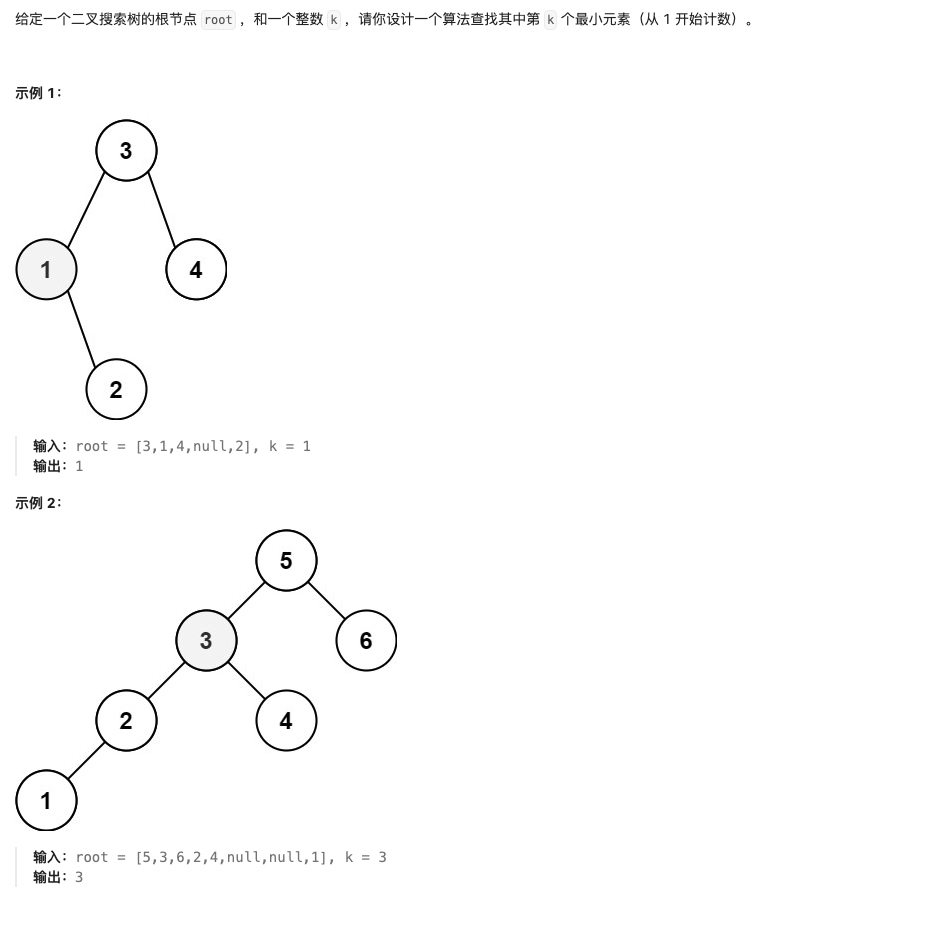 给定一个二叉搜索树的根节点 root ，和一个整数 k ，请你设计一个算法查找其中第 k 个最小元素（从 1 开始计数）。
示例 1：
3
1
4
2
输入：root = [3,1,4,null,2], k = 1
输出：1
示例 2：
5
3
6
2
4
1
输入：root = [5,3,6,2,4,null,null,1], k = 3
输出：3